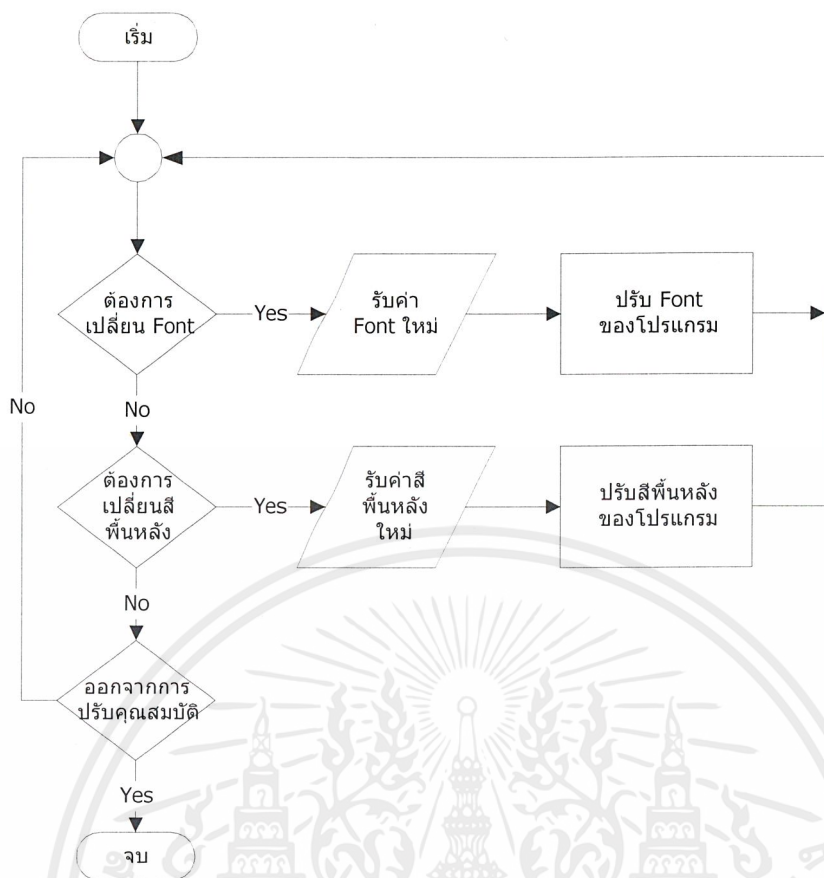 เริ่ม
ต้องการ
เปลี่ยน Font
Yes
รับค่า
Font ใหม่
ปรับ Font
ของโปรแกรม
No
No
ต้องการ
เปลี่ยนสี
พื้นหลัง
Yes
รับค่าสี
พื้นหลัง
ใหม่
ปรับสีพื้นหลัง
ของโปรแกรม
No
ออกจากการ
ปรับคุณสมบัติ
Yes
จบ